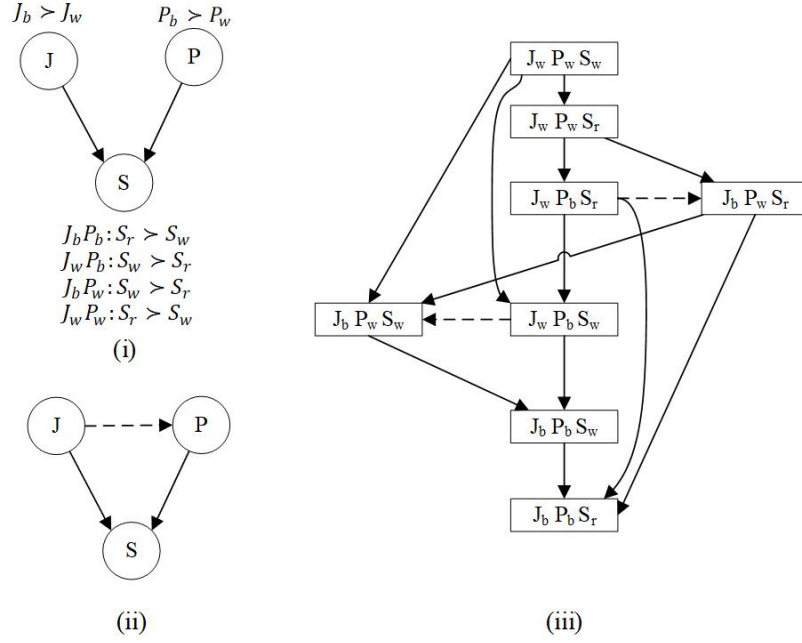 J_b ≻ J_w
P_b ≻ P_w
J
P
S
J_b P_b : S_r ≻ S_w
J_w P_b : S_w ≻ S_r
J_b P_w : S_w ≻ S_r
J_w P_w : S_r ≻ S_w
(i)
J
P
S
(ii)
J_w P_w S_w
J_w P_w S_r
J_w P_b S_r
J_b P_w S_r
J_b P_w S_w
J_w P_b S_w
J_b P_b S_w
J_b P_b S_r
(iii)